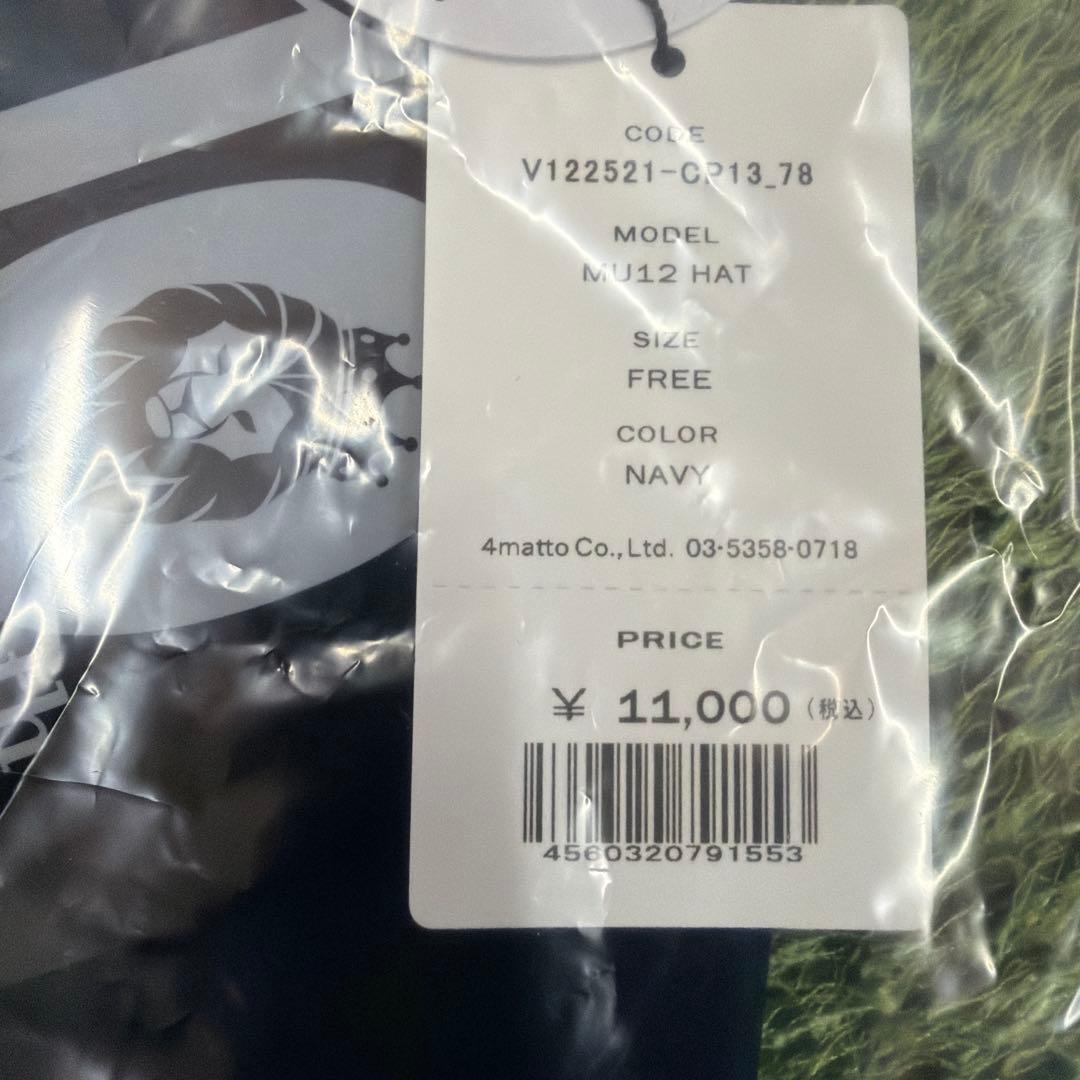 CODE
V122521-CP13_78
MODEL
MU12 HAT
SIZE
FREE
COLOR
NAVY
4matto Co., Ltd. 03-5358-0718
PRICE
¥ 11,000 (税込)
4560320791553